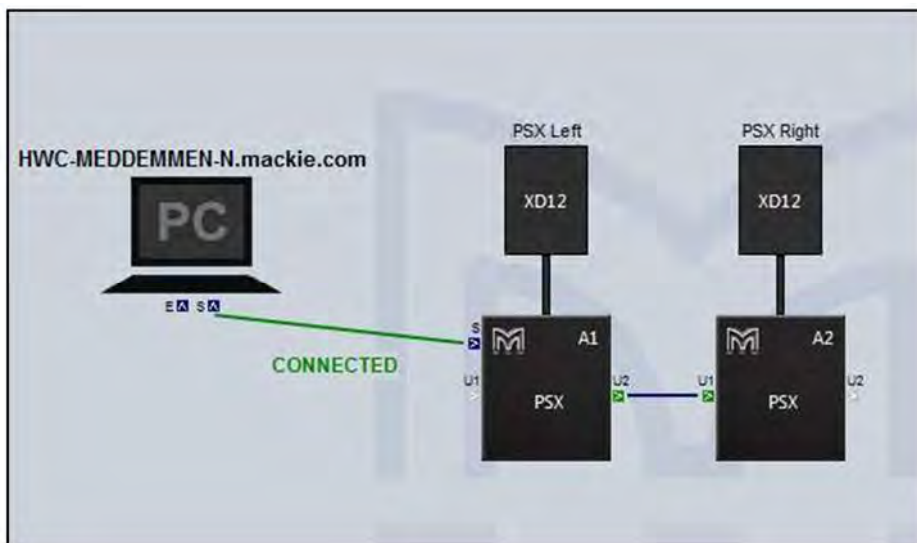 HWC-MEDDEMMEN-N.mackie.com
PC
E S
CONNECTED
PSX Left
XD12
S
A1
U1
U2
PSX
PSX Right
XD12
A2
U1
U2
PSX